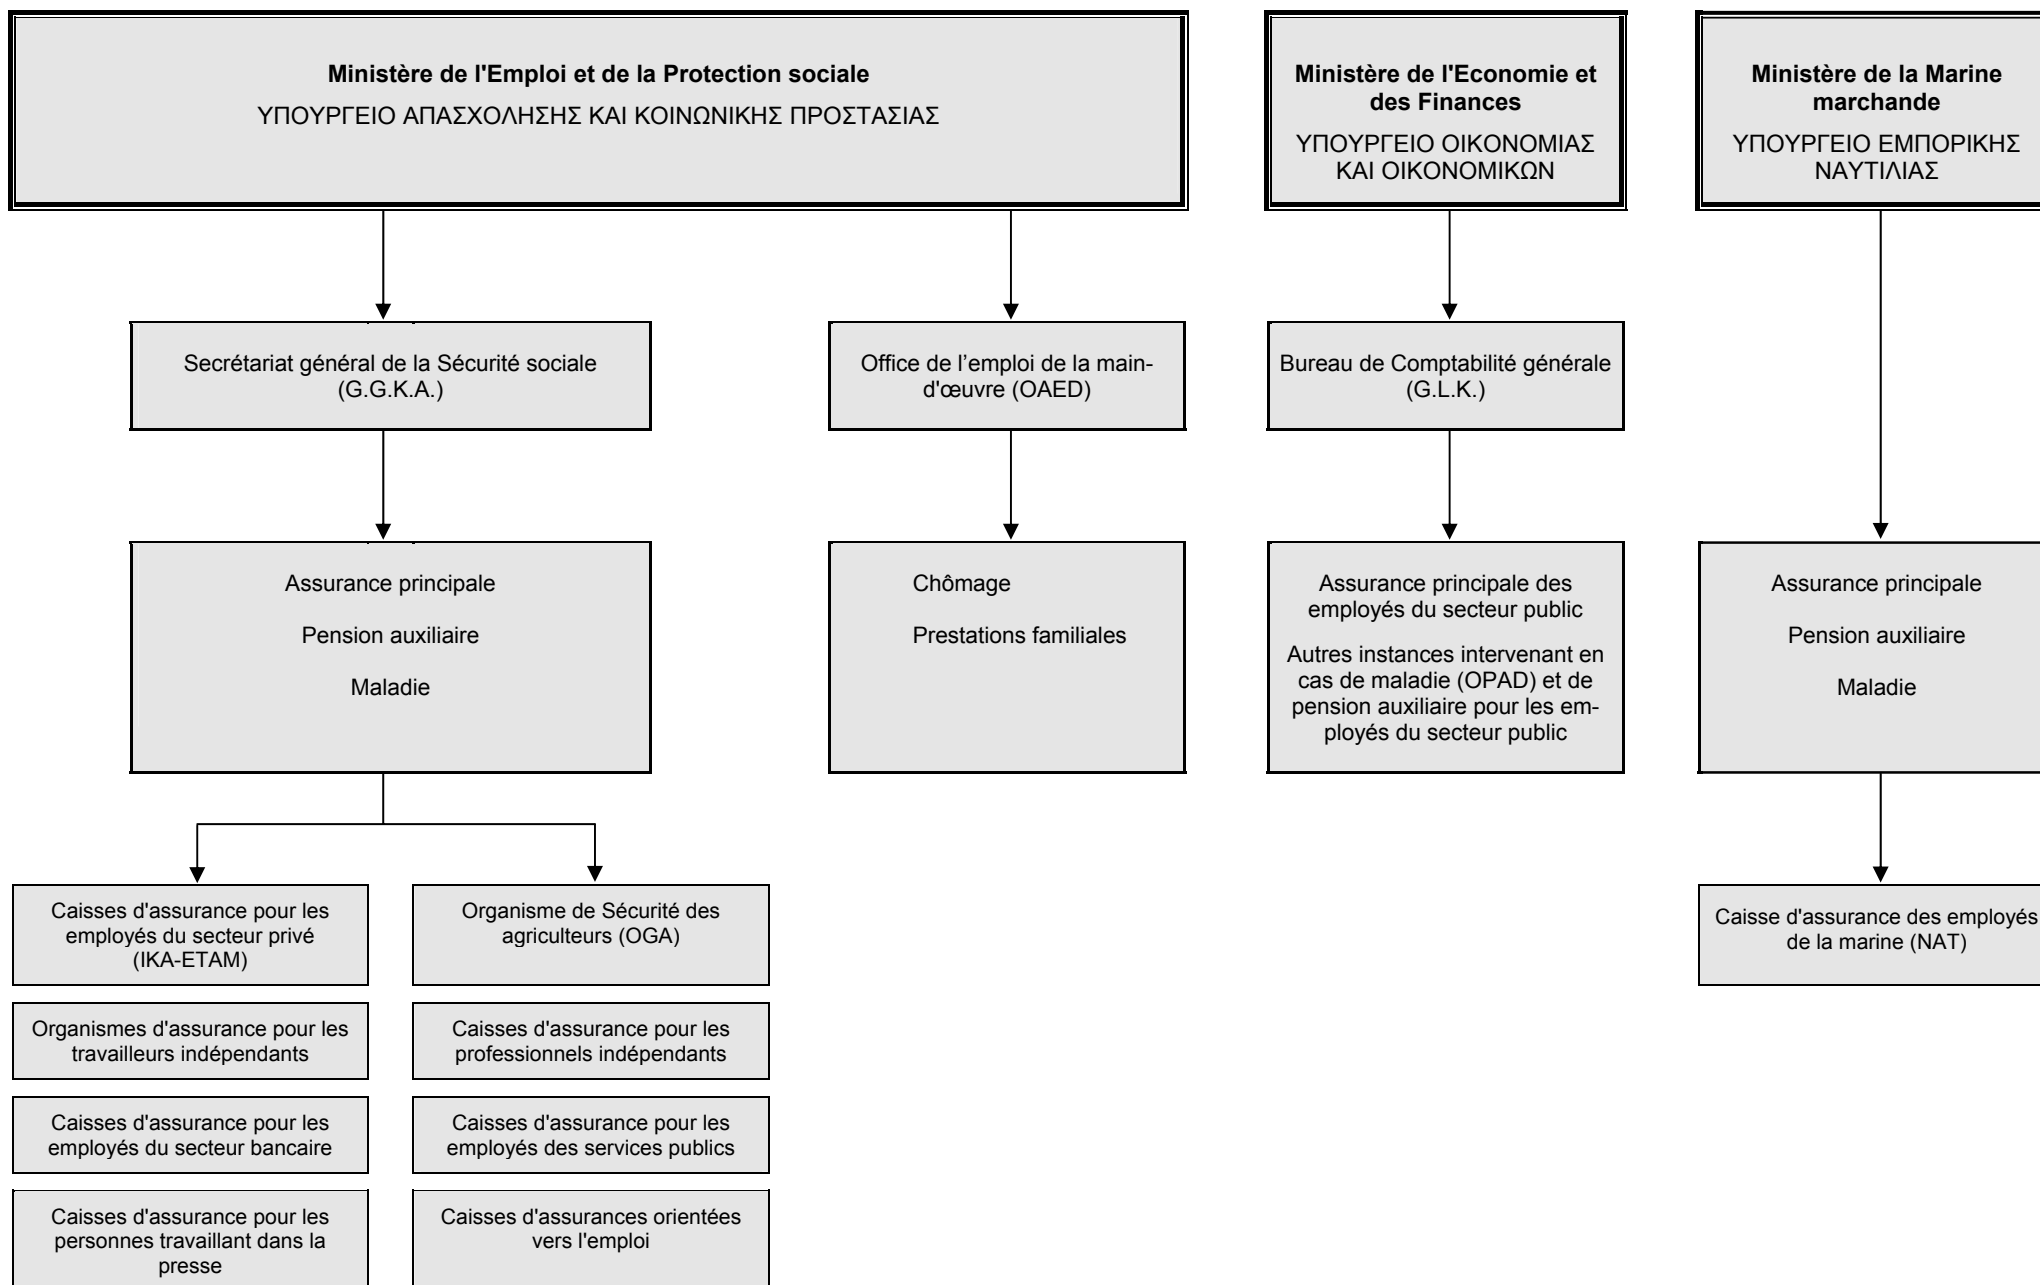 Ministère de l'Emploi et de la Protection sociale
ΥΠΟΥΡΓΕΙΟ ΑΠΑΣΧΟΛΗΣΗΣ ΚΑΙ ΚΟΙΝΩΝΙΚΗΣ ΠΡΟΣΤΑΣΙΑΣ
Ministère de l'Economie et
des Finances
ΥΠΟΥΡΓΕΙΟ ΟΙΚΟΝΟΜΙΑΣ
ΚΑΙ ΟΙΚΟΝΟΜΙΚΩΝ
Ministère de la Marine
marchande
ΥΠΟΥΡΓΕΙΟ ΕΜΠΟΡΙΚΗΣ
ΝΑΥΤΙΛΙΑΣ
Secrétariat général de la Sécurité sociale
(G.G.K.A.)
Office de l’emploi de la main-
d'œuvre (OAED)
Bureau de Comptabilité générale
(G.L.K.)
Assurance principale
Pension auxiliaire
Maladie
Chômage
Prestations familiales
Assurance principale des
employés du secteur public
Autres instances intervenant en
cas de maladie (OPAD) et de
pension auxiliaire pour les em-
ployés du secteur public
Assurance principale
Pension auxiliaire
Maladie
Caisses d'assurance pour les
employés du secteur privé
(IKA-ETAM)
Organisme de Sécurité des
agriculteurs (OGA)
Caisse d'assurance des employés
de la marine (NAT)
Organismes d'assurance pour les
travailleurs indépendants
Caisses d'assurance pour les
professionnels indépendants
Caisses d'assurance pour les
employés du secteur bancaire
Caisses d'assurance pour les
employés des services publics
Caisses d'assurance pour les
personnes travaillant dans la
presse
Caisses d'assurances orientées
vers l'emploi